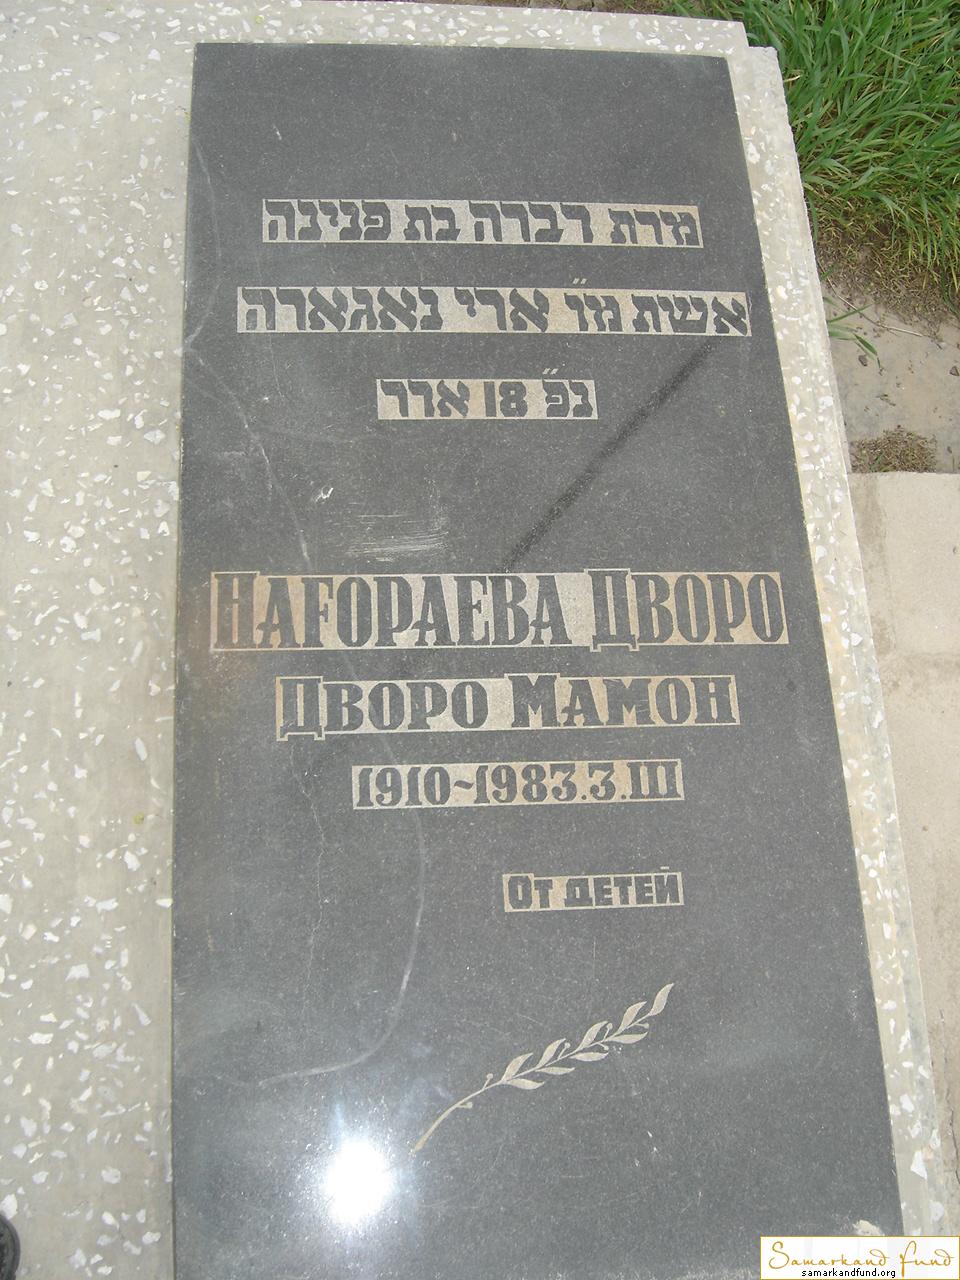 מרת דברה בת פנינה
אשת מו״ ארי נאגארה
נפ״ 18 אדר
НАГОРАЕВА ДВОРО
ДВОРО МАМОН
1910~1983.3.III
ОТ ДЕТЕЙ
Samarkand fund
samarkandfund.org